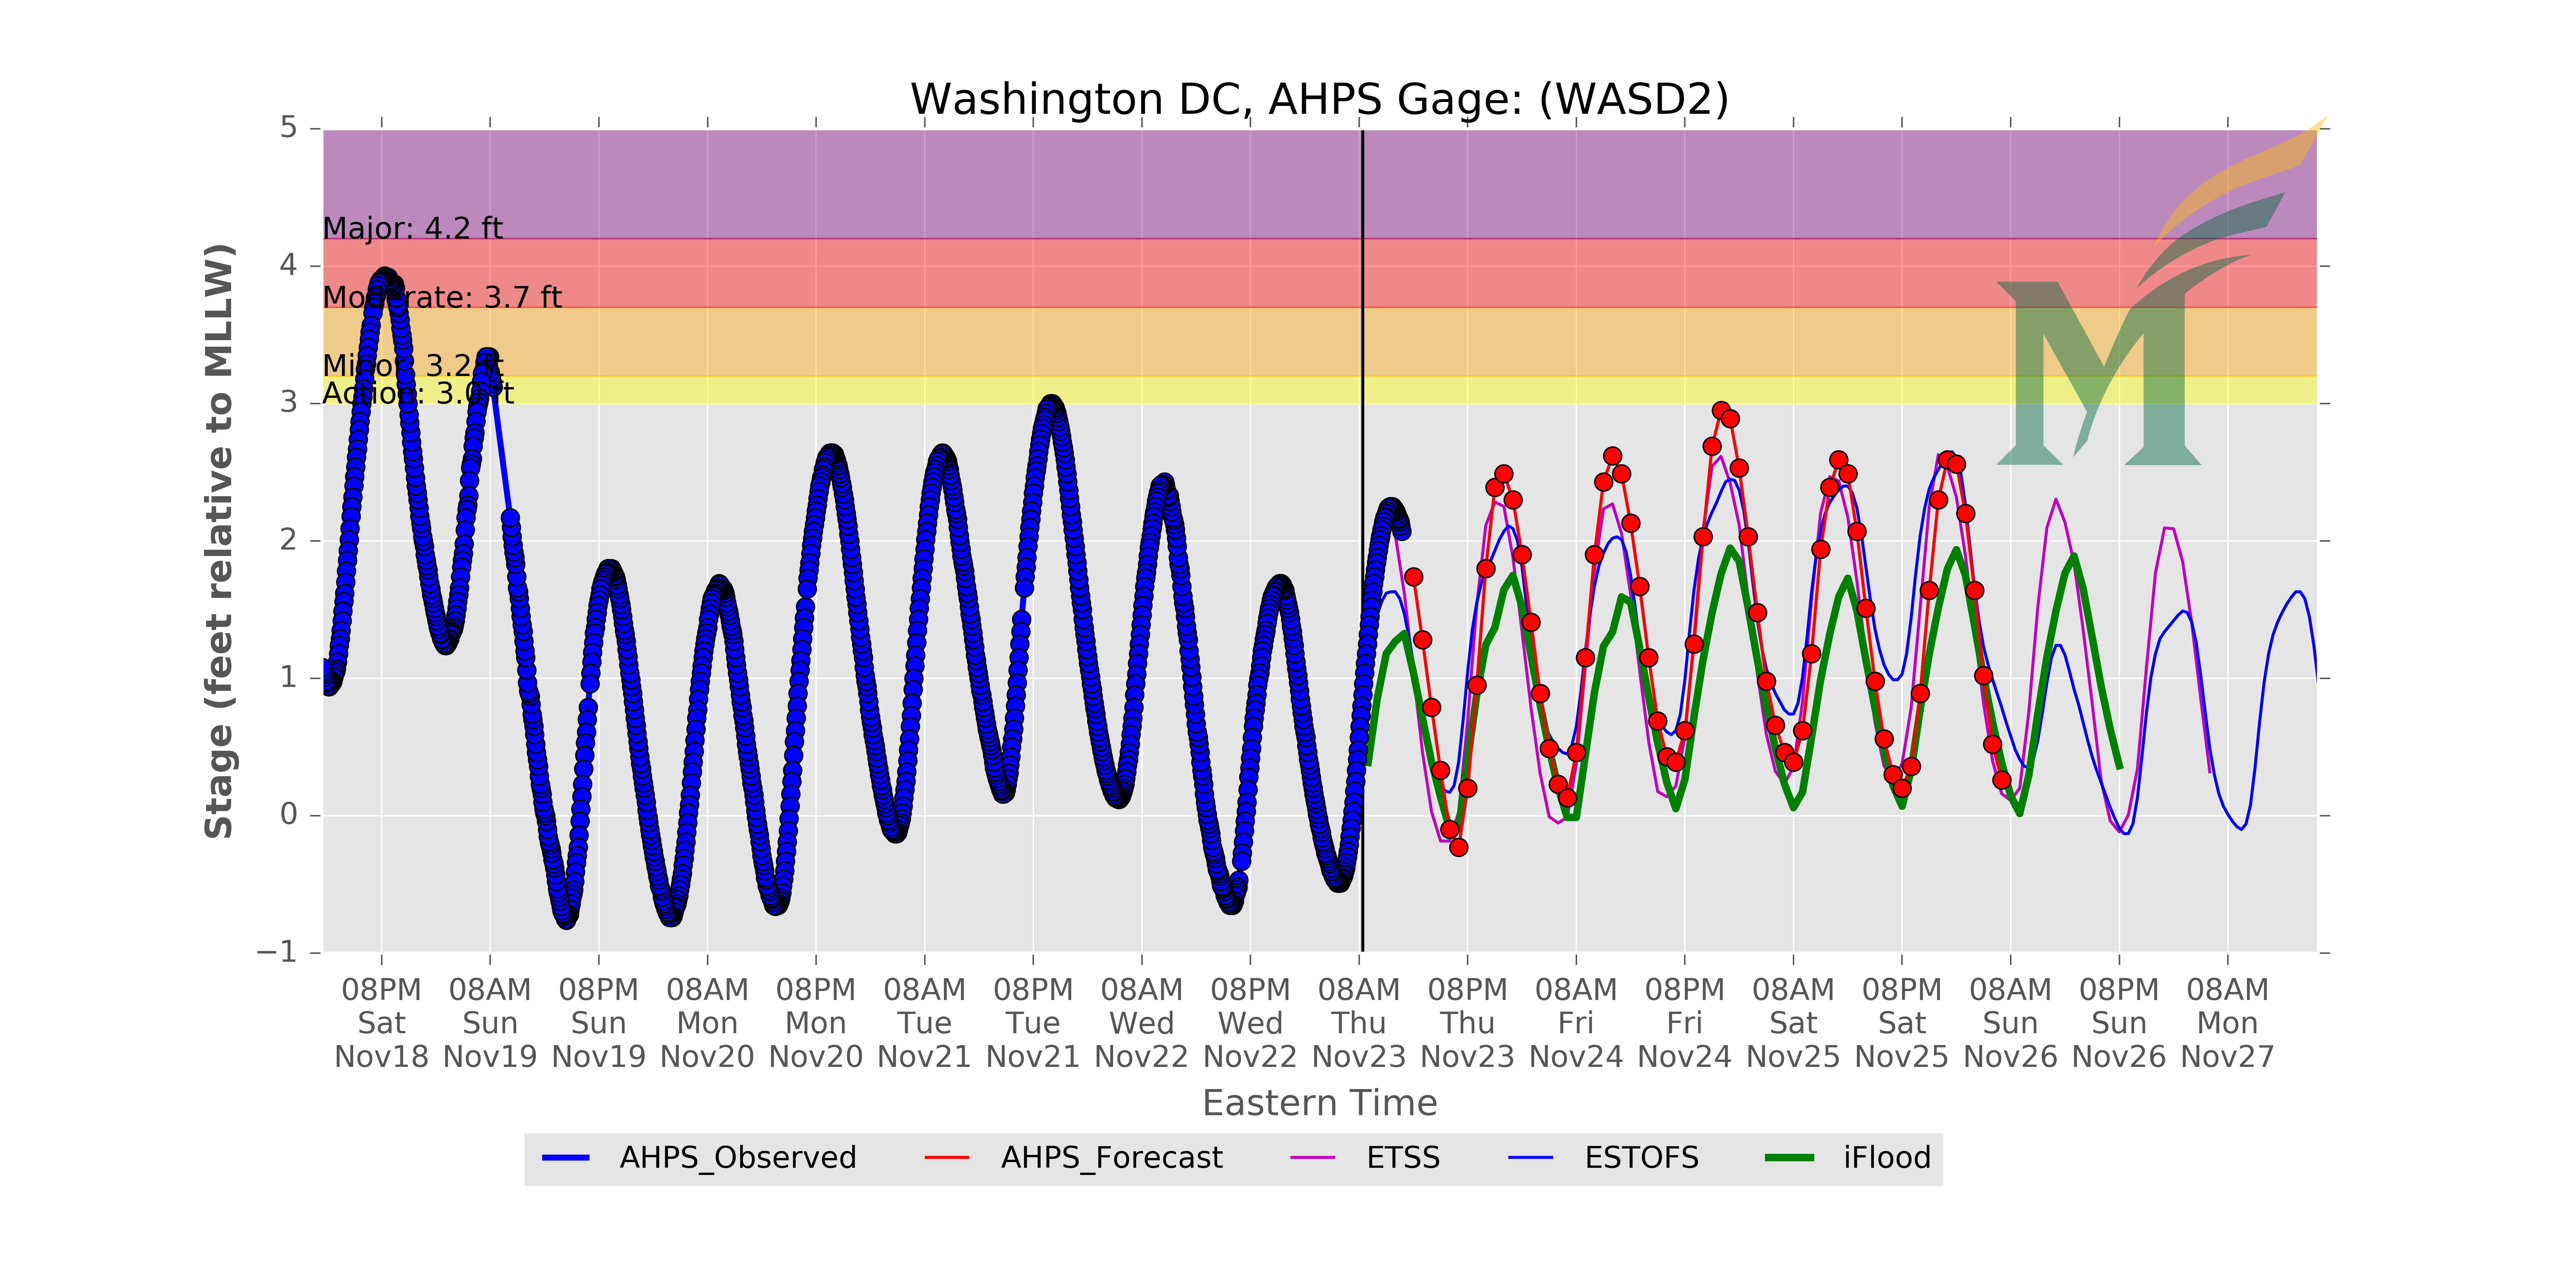 Washington DC, AHPS Gage: (WASD2)
Stage (feet relative to MLLW)
5
4
3
2
1
0
−1
Major: 4.2 ft
Moderate: 3.7 ft
Minor: 3.2 ft
Action: 3.0 ft
M
08PM Sat Nov18
08AM Sun Nov19
08PM Sun Nov19
08AM Mon Nov20
08PM Mon Nov20
08AM Tue Nov21
08PM Tue Nov21
08AM Wed Nov22
08PM Wed Nov22
08AM Thu Nov23
08PM Thu Nov23
08AM Fri Nov24
08PM Fri Nov24
08AM Sat Nov25
08PM Sat Nov25
08AM Sun Nov26
08PM Sun Nov26
08AM Mon Nov27
Eastern Time
AHPS_Observed
AHPS_Forecast
ETSS
ESTOFS
iFlood